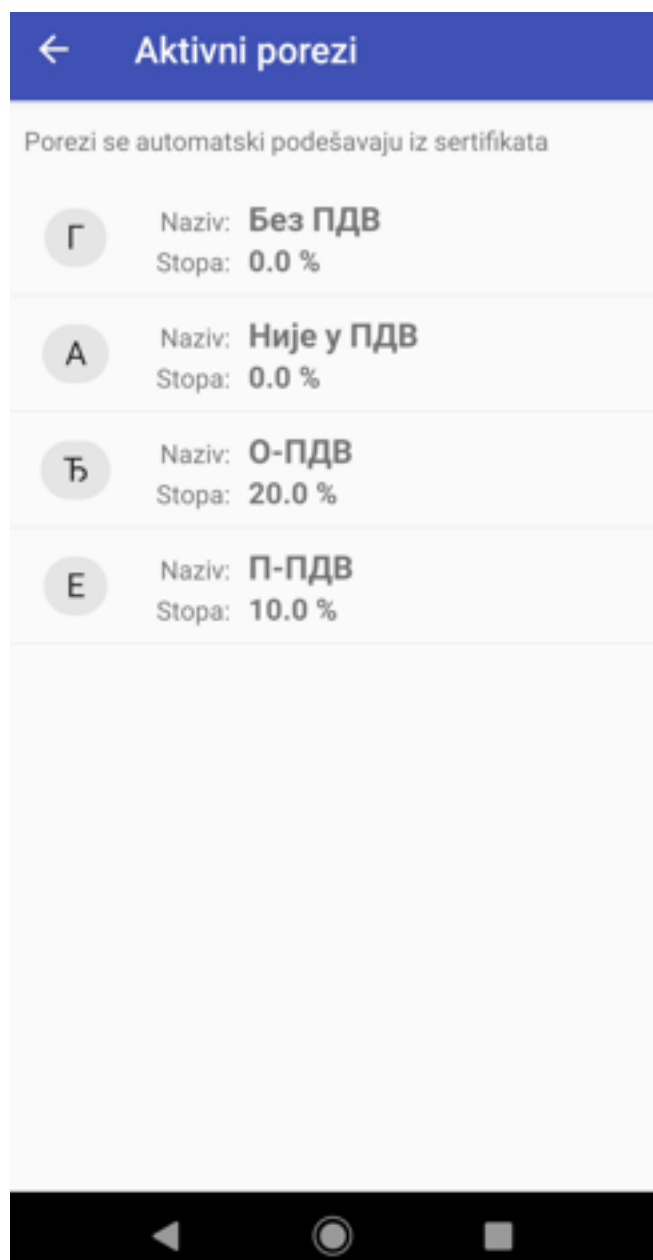 Aktivni porezi
Porezi se automatski podešavaju iz sertifikata
Г
Naziv: Без ПДВ
Stopa: 0.0 %
А
Naziv: Није у ПДВ
Stopa: 0.0 %
Ђ
Naziv: О-ПДВ
Stopa: 20.0 %
Е
Naziv: П-ПДВ
Stopa: 10.0 %